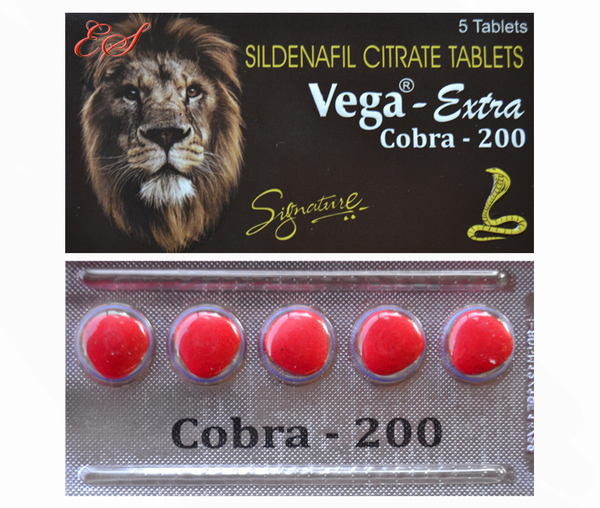 ES
5 Tablets
SILDENAFIL CITRATE TABLETS
Vega® - Extra
Cobra - 200
Signature
Cobra - 200